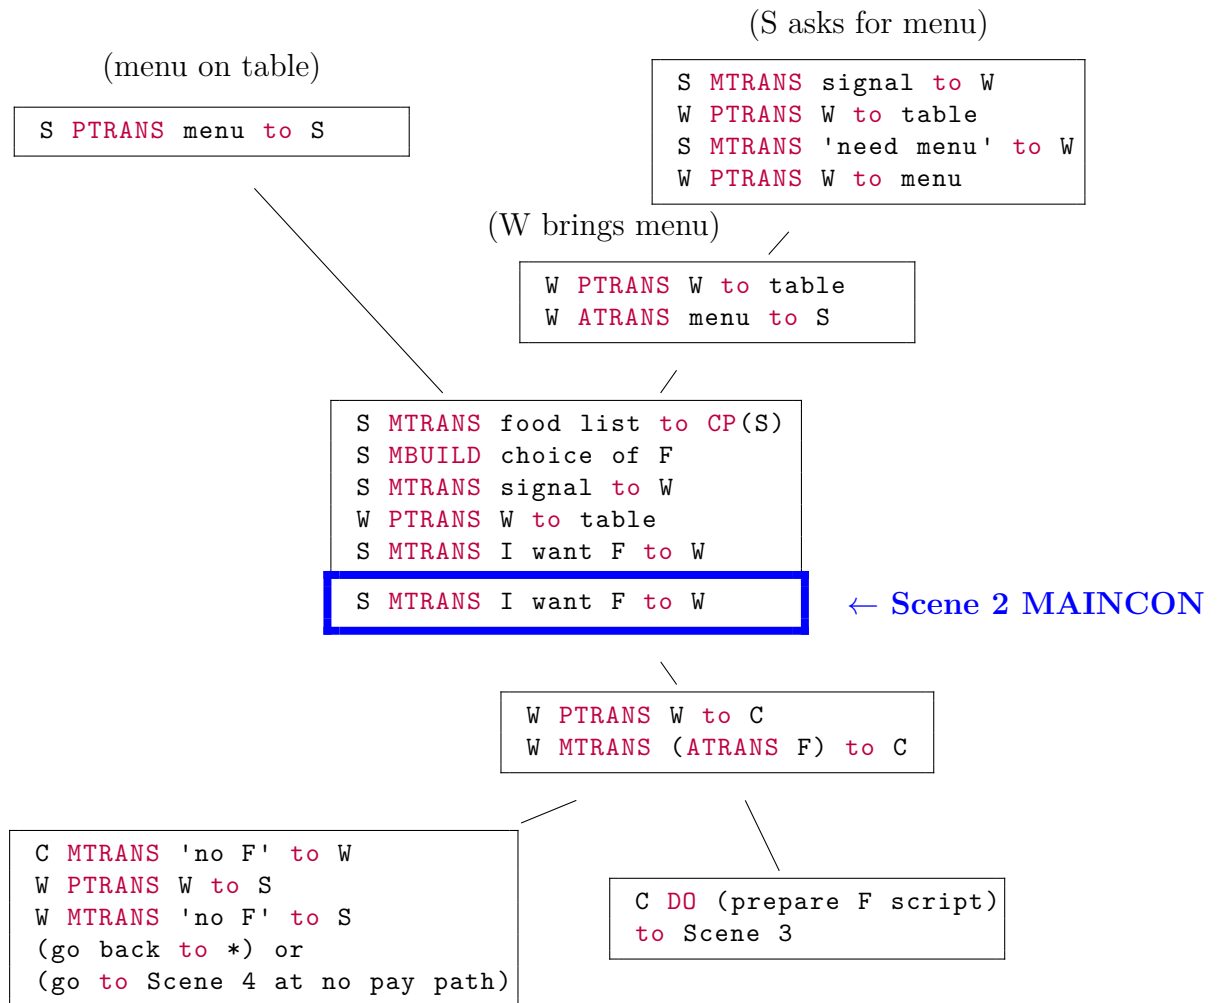 (S asks for menu)
(menu on table)
S MTRANS signal to W
W PTRANS W to table
S MTRANS 'need menu' to W
W PTRANS W to menu
S PTRANS menu to S
(W brings menu)
W PTRANS W to table
W ATRANS menu to S
S MTRANS food list to CP(S)
S MBUILD choice of F
S MTRANS signal to W
W PTRANS W to table
S MTRANS I want F to W
S MTRANS I want F to W
← Scene 2 MAINCON
W PTRANS W to C
W MTRANS (ATRANS F) to C
C MTRANS 'no F' to W
W PTRANS W to S
W MTRANS 'no F' to S
(go back to *) or
(go to Scene 4 at no pay path)
C DO (prepare F script)
to Scene 3